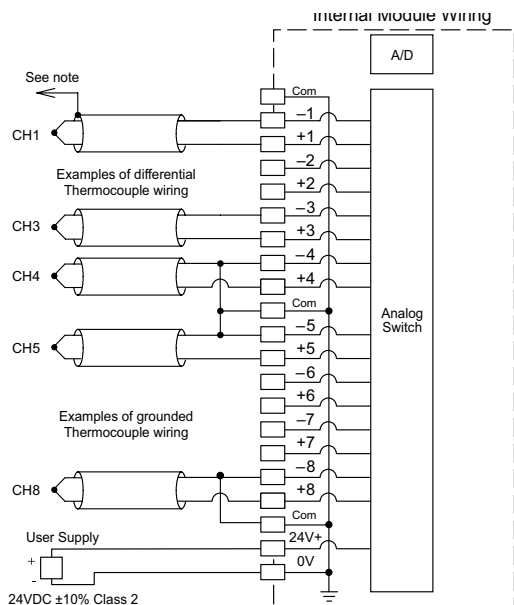 Internal Module Wiring
A/D
See note
Com
–1
CH1
+1
–2
Examples of differential
Thermocouple wiring
+2
–3
CH3
+3
–4
CH4
+4
Com
Analog
Switch
–5
CH5
+5
–6
+6
Examples of grounded
Thermocouple wiring
–7
+7
–8
CH8
+8
Com
User Supply
24V+
+
0V
-
24VDC ±10% Class 2